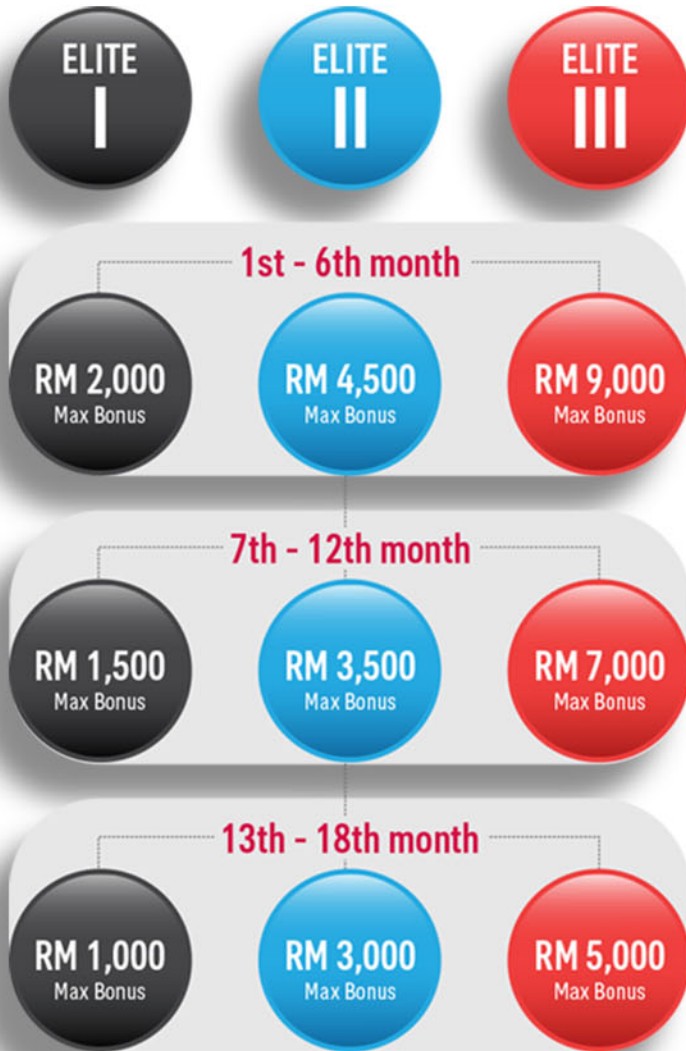 ELITE
I
ELITE
II
ELITE
III
1st - 6th month
RM 2,000
Max Bonus
RM 4,500
Max Bonus
RM 9,000
Max Bonus
7th - 12th month
RM 1,500
Max Bonus
RM 3,500
Max Bonus
RM 7,000
Max Bonus
13th - 18th month
RM 1,000
Max Bonus
RM 3,000
Max Bonus
RM 5,000
Max Bonus